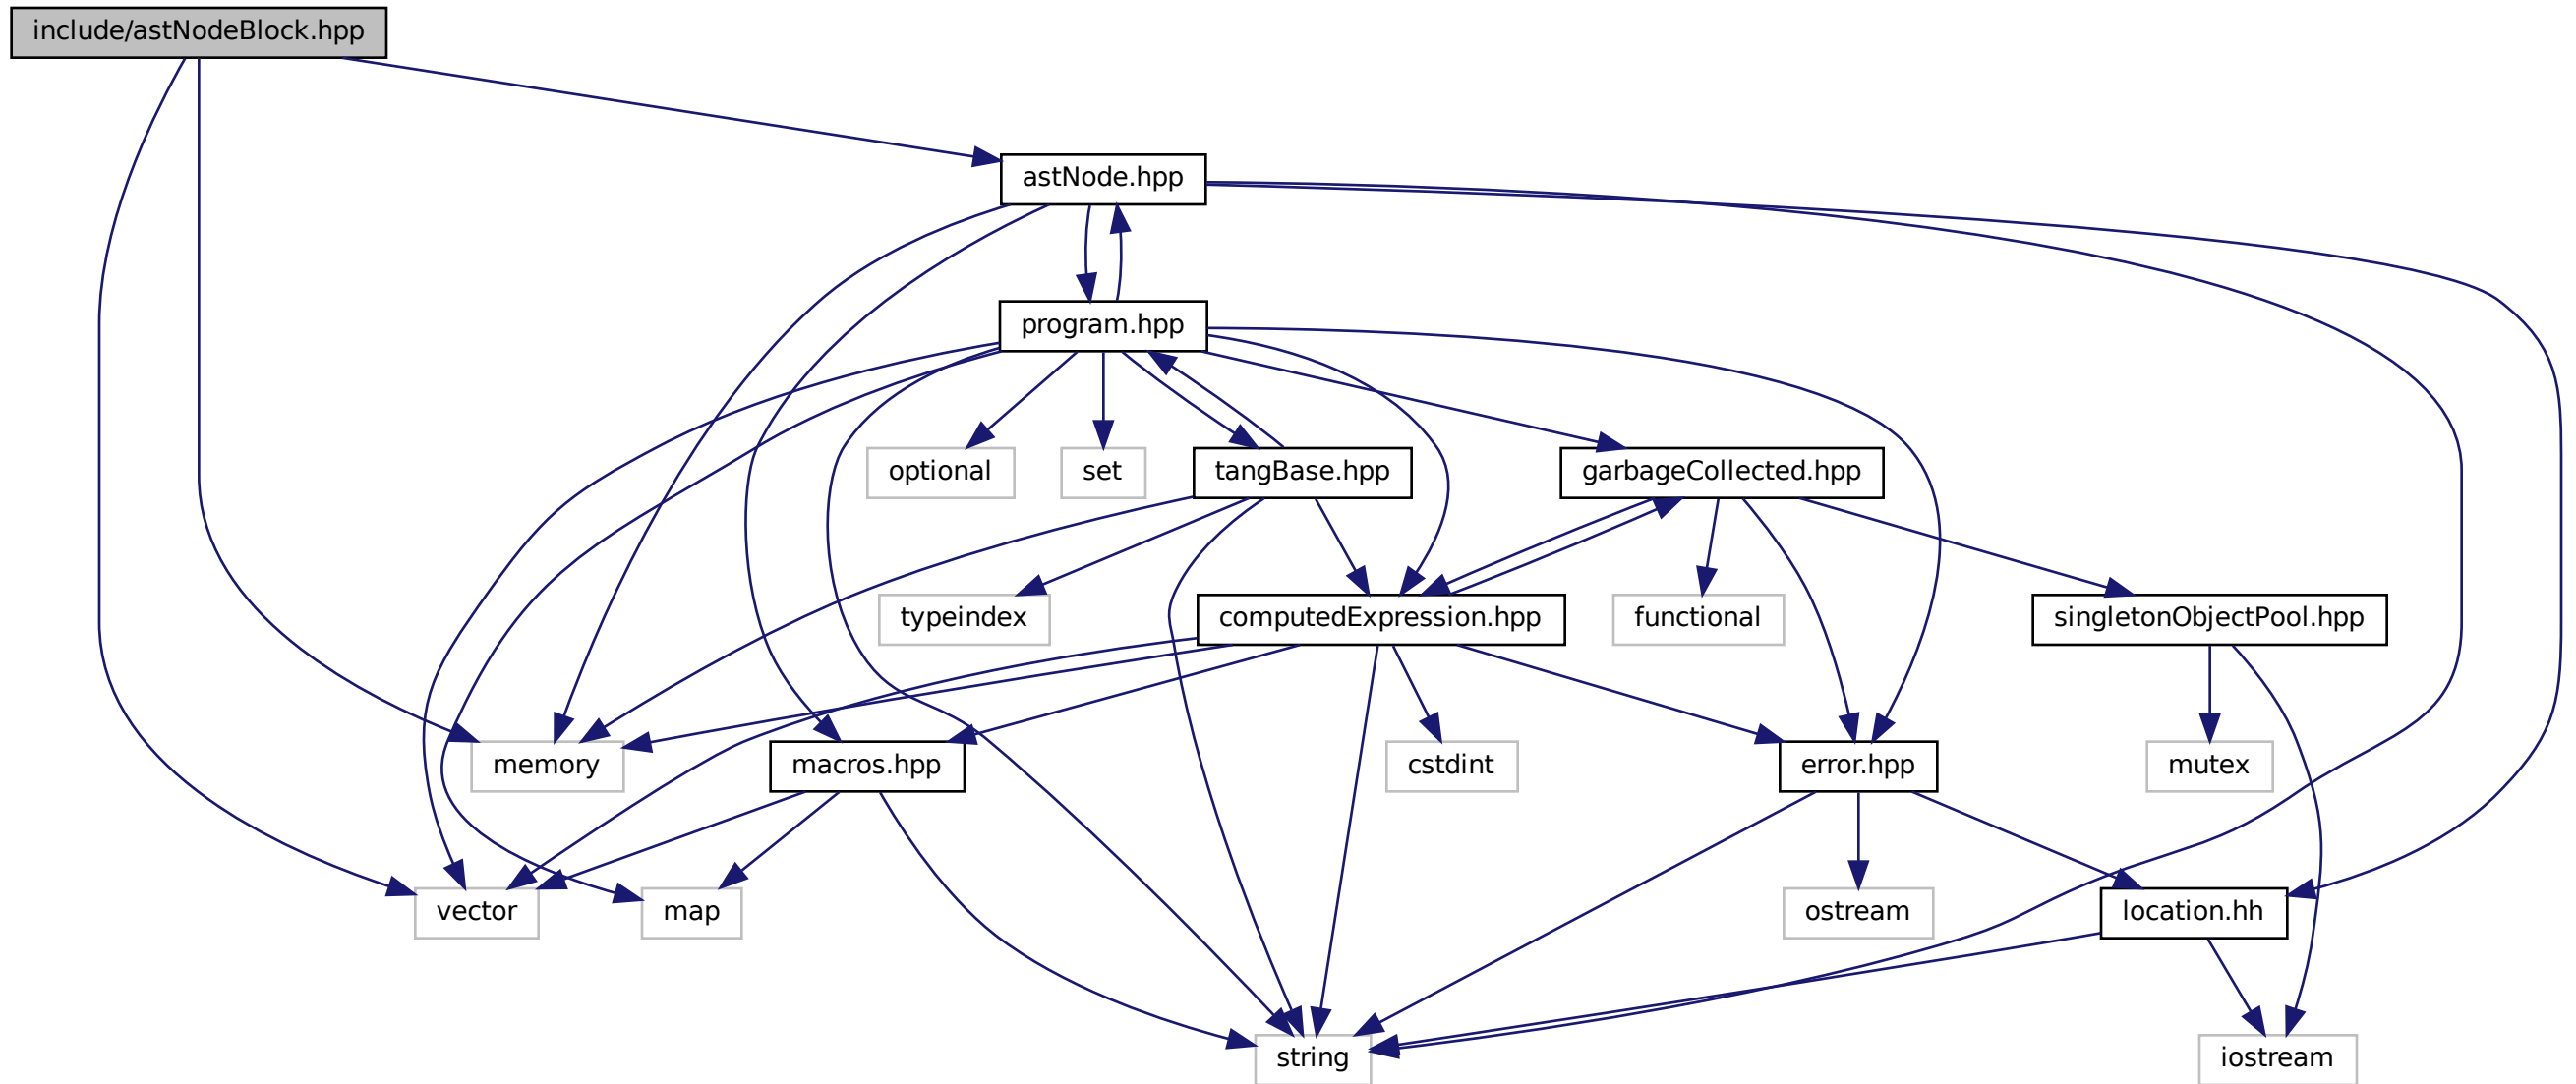 include/astNodeBlock.hpp
astNode.hpp
program.hpp
optional
set
tangBase.hpp
garbageCollected.hpp
typeindex
computedExpression.hpp
functional
singletonObjectPool.hpp
memory
macros.hpp
cstdint
error.hpp
mutex
vector
map
ostream
location.hh
string
iostream